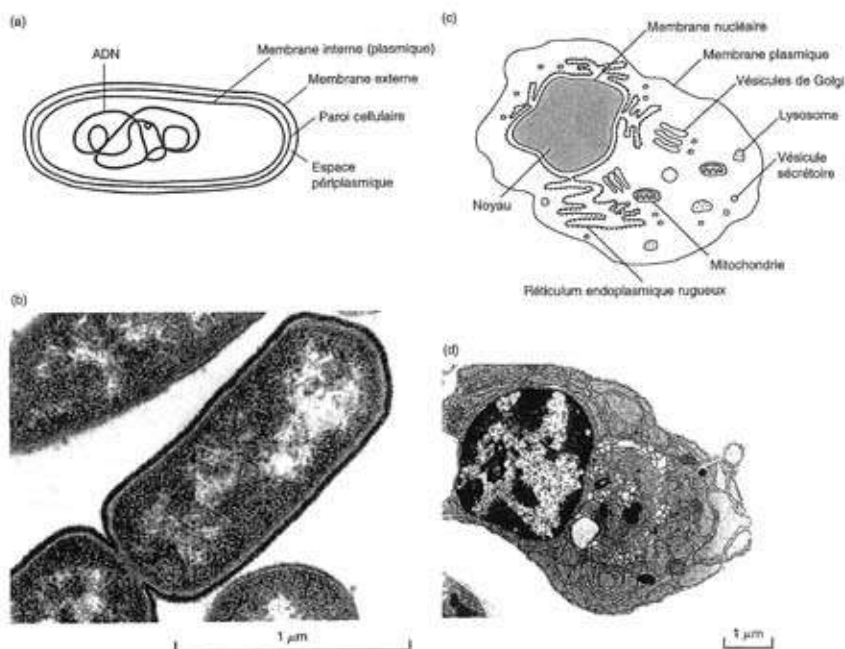 (a)
ADN
Membrane interne (plasmique)
Membrane externe
Paroi cellulaire
Espace
périplasmique
(c)
Membrane nucléaire
Membrane plasmique
Vésicules de Golgi
Lysosome
Vésicule
sécrétoire
Noyau
Mitochondrie
Réticulum endoplasmique rugueux
(b)
1 μm
(d)
1 μm